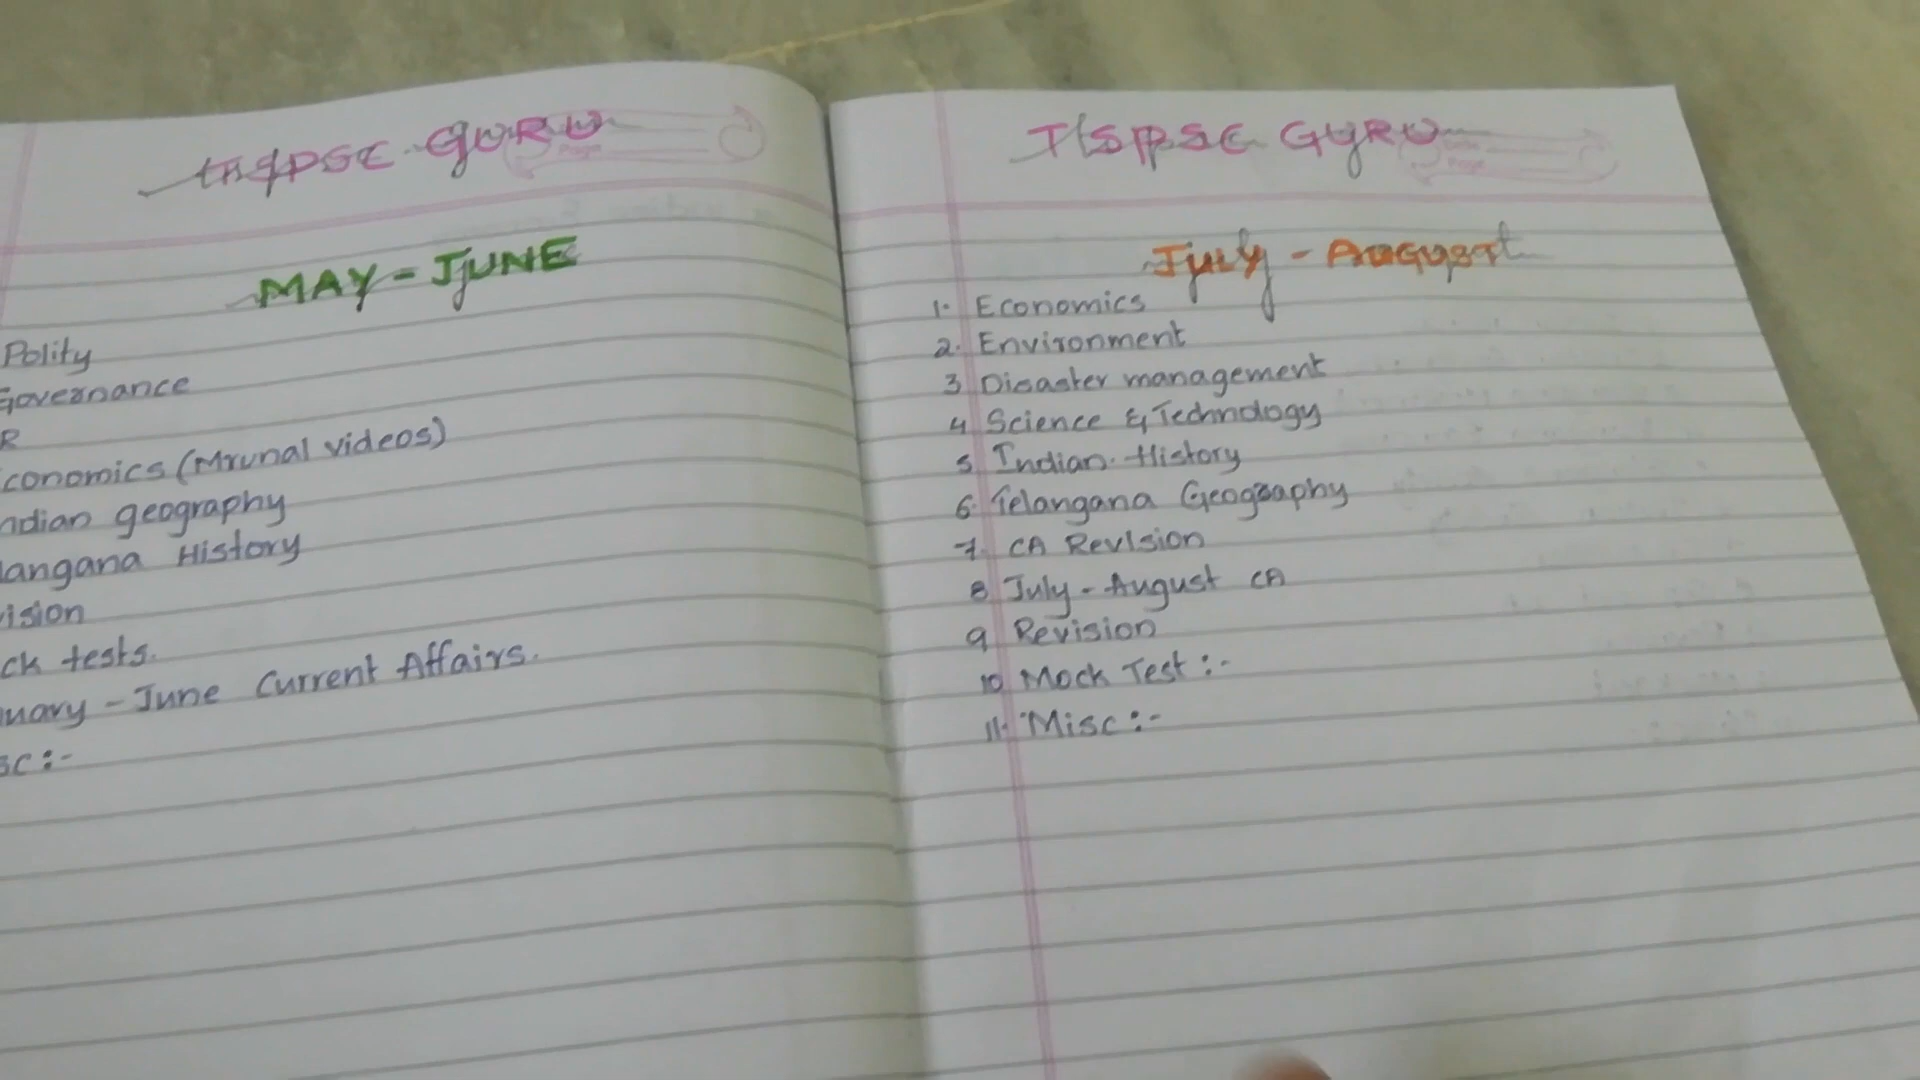 TSPSC GURU
MAY - JUNE
Polity
Governance
R
conomics (Mrunal videos)
ndian geography
langana History
ision
ck tests.
uary - June Current Affairs.
sc :-
TSPSC GURU
July - August
1. Economics
2. Environment
3 Disaster management
4 Science & Technology
5 Indian History
6. Telangana Geography
7. CA Revision
8 July - August CA
9 Revision
10 Mock Test :-
11. Misc :-